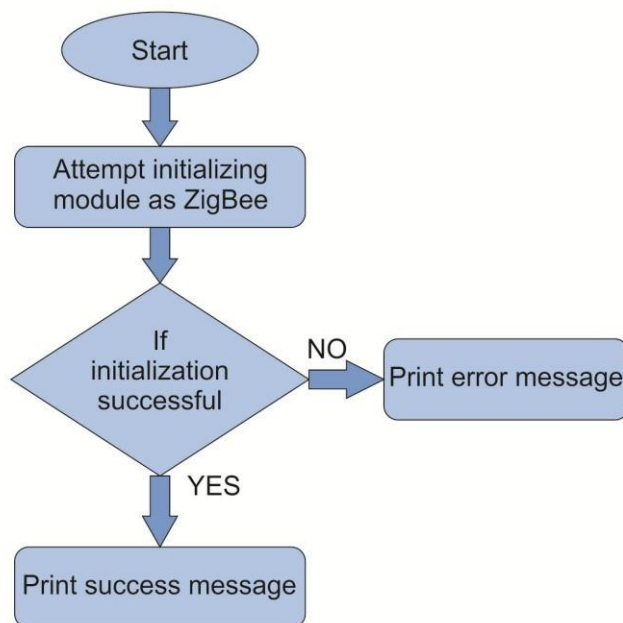 Start
Attempt initializing
module as ZigBee
If
initialization
successful
NO
Print error message
YES
Print success message